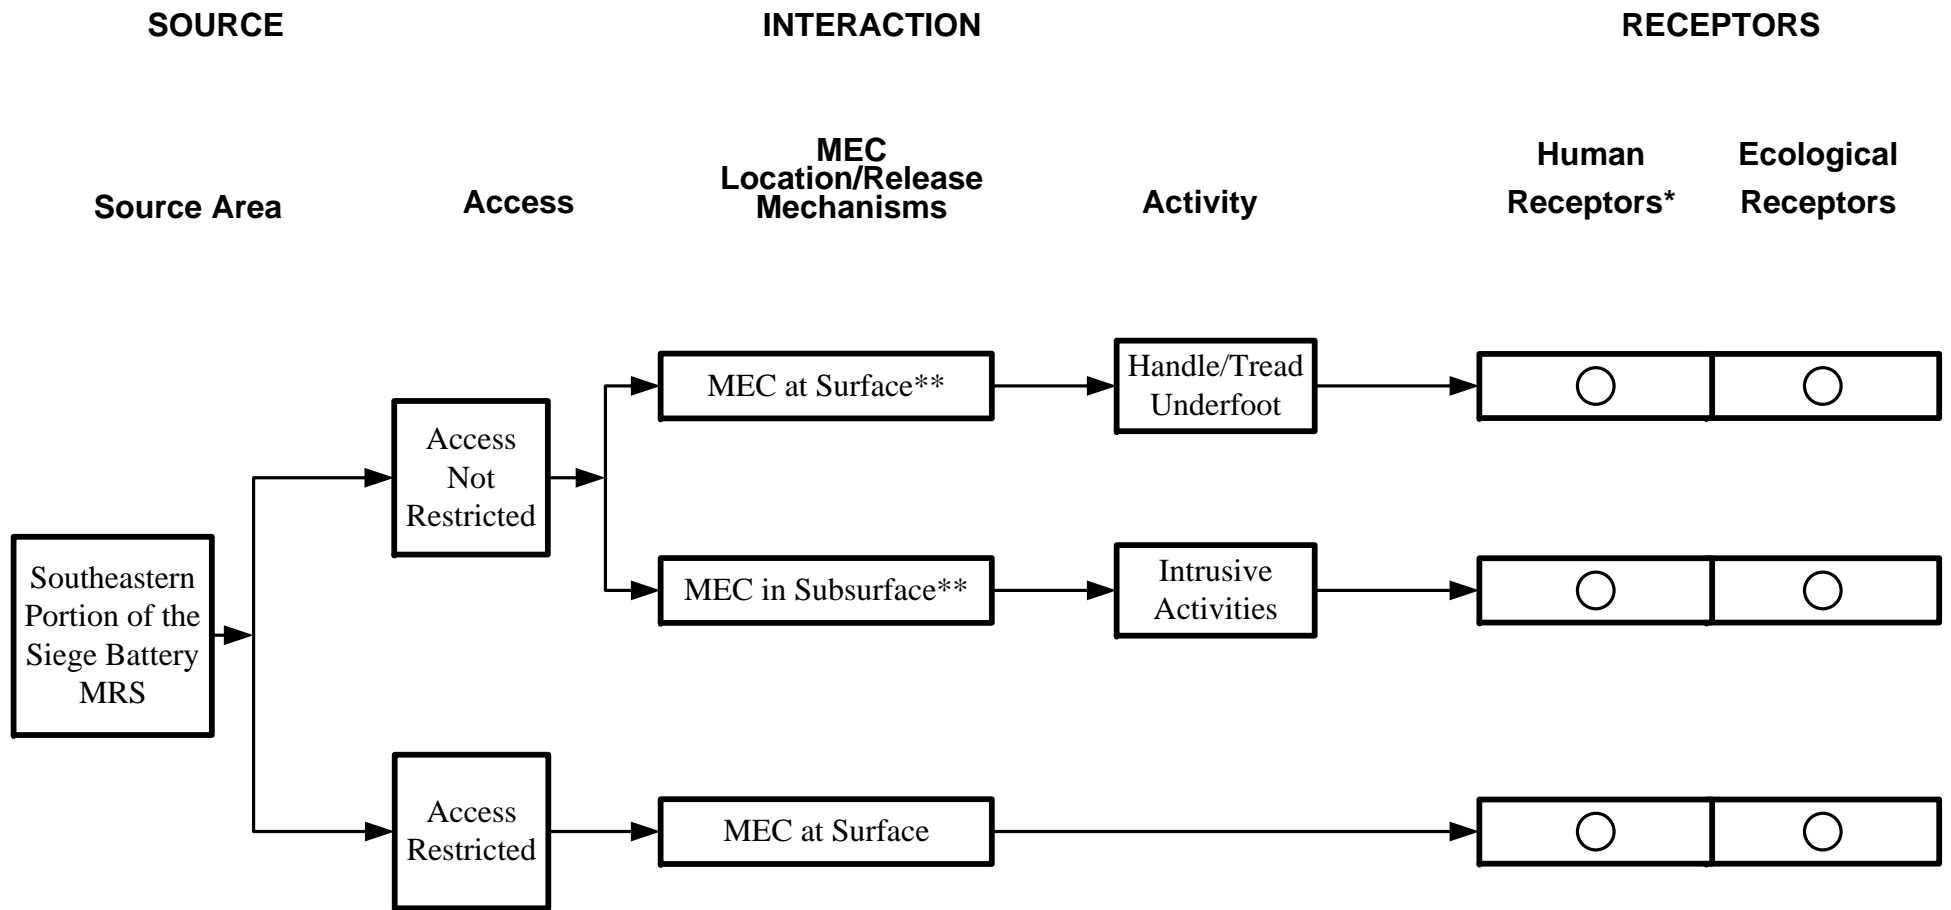 SOURCE
INTERACTION
RECEPTORS
Source Area
Access
MEC
Location/Release
Mechanisms
Activity
Human
Receptors*
Ecological
Receptors
Southeastern
Portion of the
Siege Battery
MRS
Access
Not
Restricted
MEC at Surface**
Handle/Tread
Underfoot
MEC in Subsurface**
Intrusive
Activities
Access
Restricted
MEC at Surface